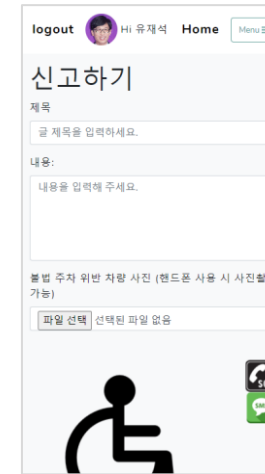 logout Hi 유재석 Home Menu
신고하기
제목
글 제목을 입력하세요.
내용:
내용을 입력해 주세요.
불법 주차 위반 차량 사진 (핸드폰 사용 시 사진촬
가능)
파일 선택 선택된 파일 없음